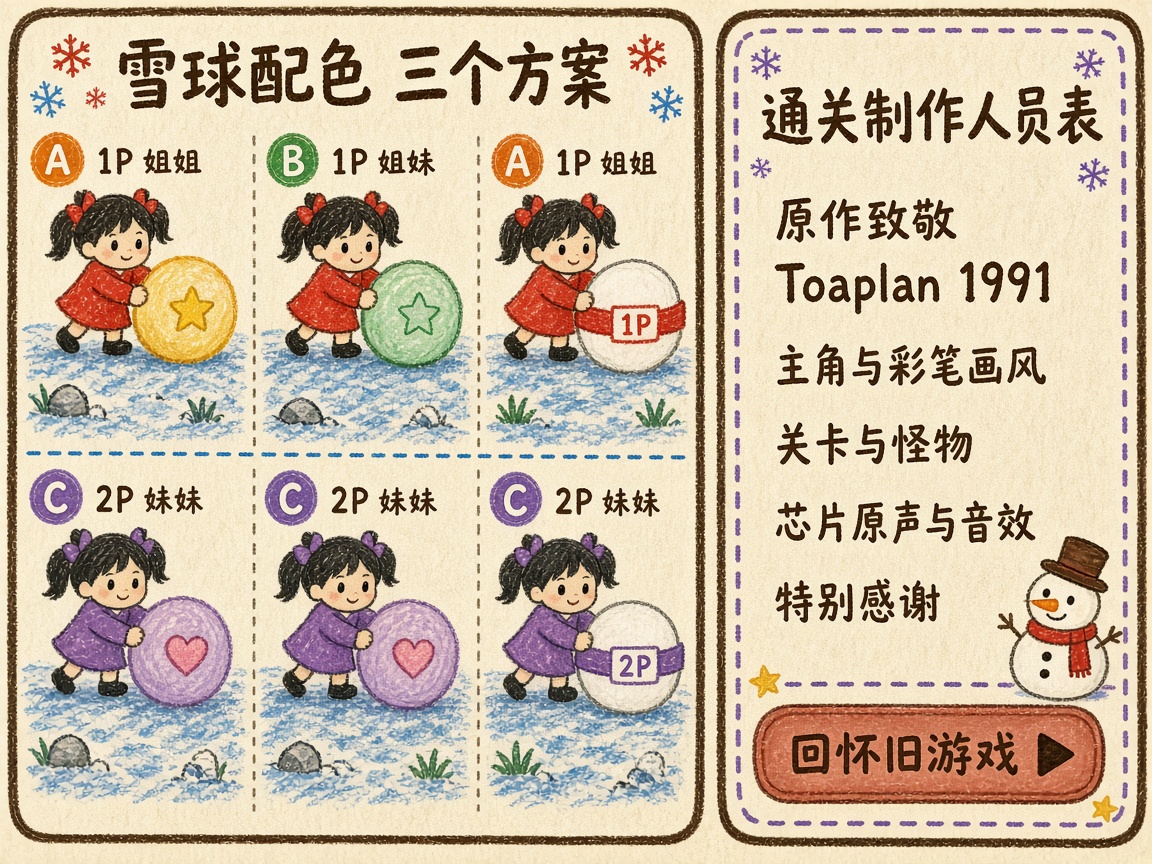 雪球配色 三个方案
A 1P 姐姐
B 1P 姐妹
A 1P 姐姐
1P
C 2P 妹妹
C 2P 妹妹
C 2P 妹妹
2P
通关制作人员表
原作致敬
Toaplan 1991
主角与彩笔画风
关卡与怪物
芯片原声与音效
特别感谢
回怀旧游戏